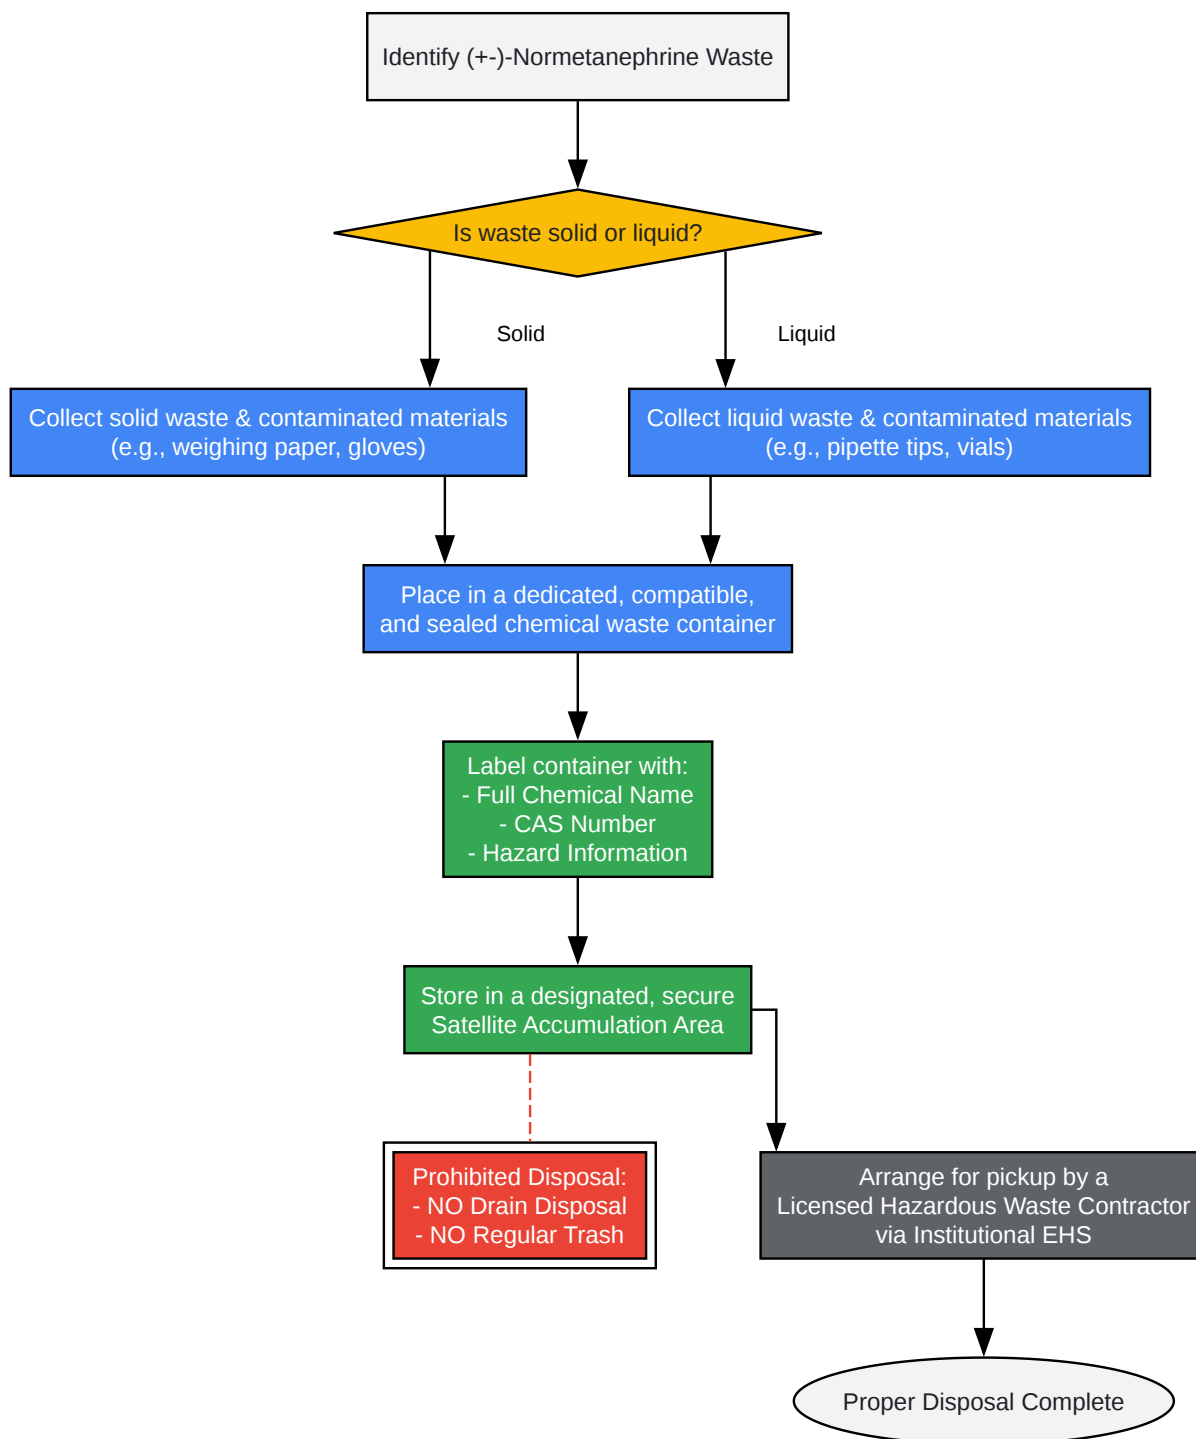 Identify (+-)-Normetanephrine Waste
Is waste solid or liquid?
Solid
Liquid
Collect solid waste & contaminated materials
(e.g., weighing paper, gloves)
Collect liquid waste & contaminated materials
(e.g., pipette tips, vials)
Place in a dedicated, compatible,
and sealed chemical waste container
Label container with:
- Full Chemical Name
- CAS Number
- Hazard Information
Store in a designated, secure
Satellite Accumulation Area
Prohibited Disposal:
- NO Drain Disposal
- NO Regular Trash
Arrange for pickup by a
Licensed Hazardous Waste Contractor
via Institutional EHS
Proper Disposal Complete